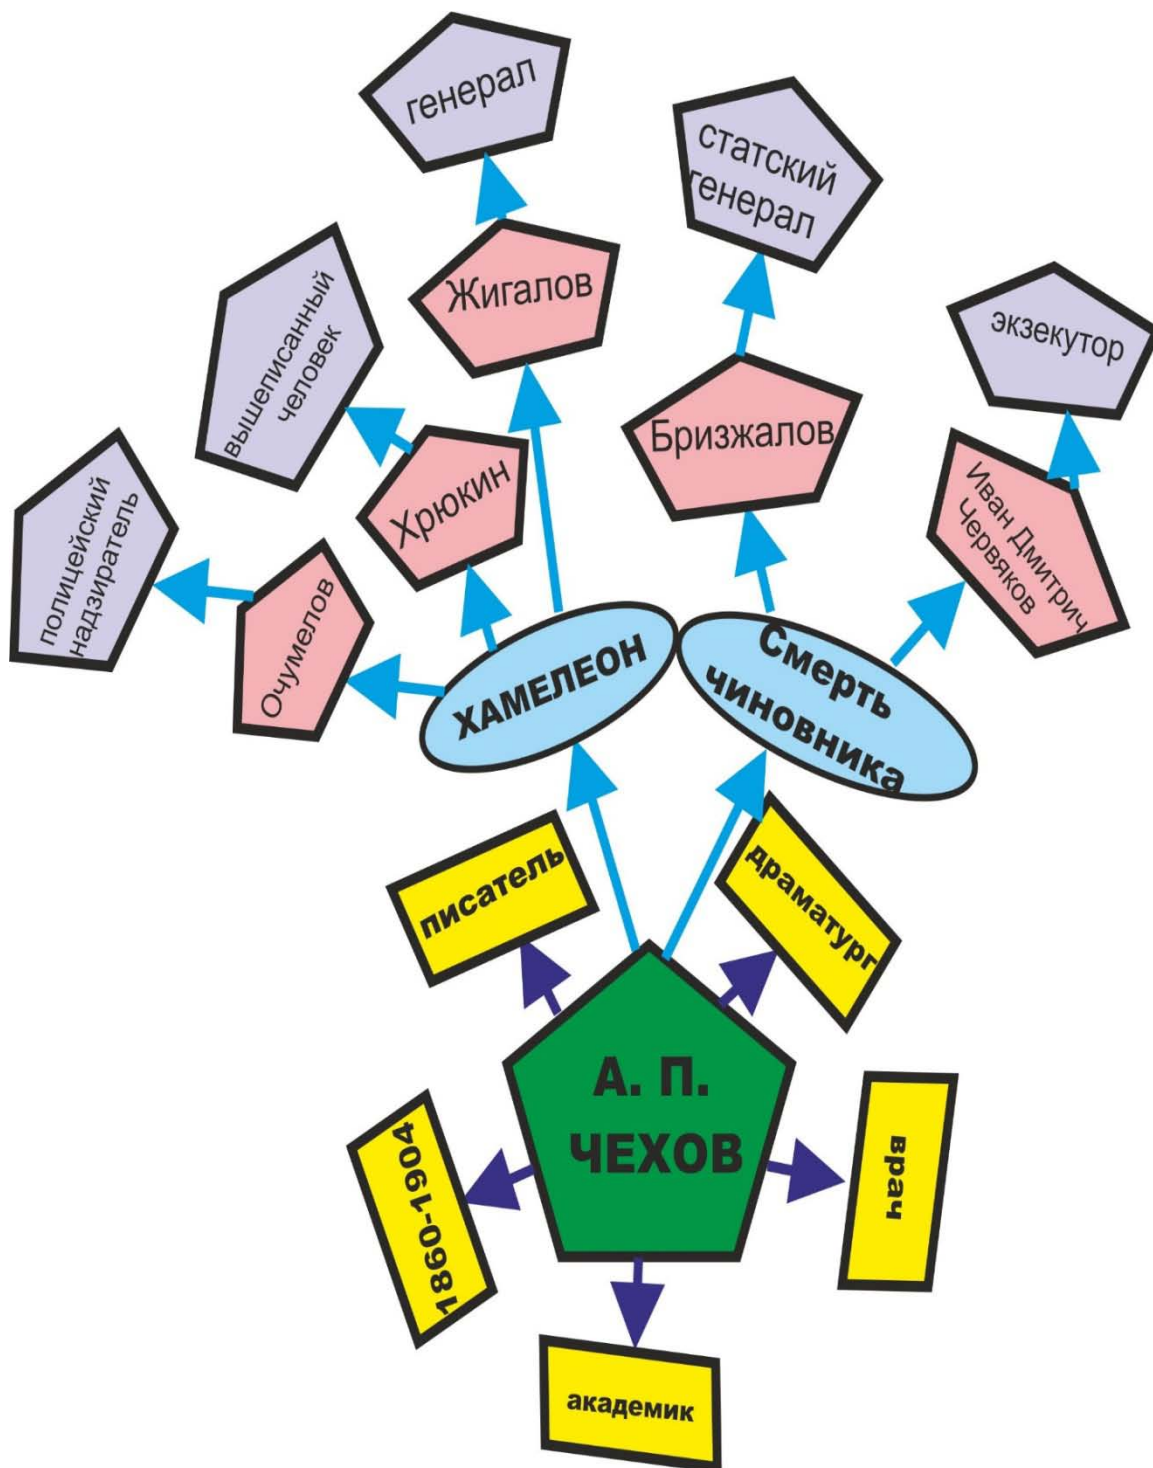 генерал
статский
генерал
Жигалов
экзекутор
вышеписанный
человек
Бризжалов
Хрюкин
Иван Дмитрич
Червяков
полицейский
надзиратель
Очумелов
ХАМЕЛЕОН
Смерть
чиновника
писатель
драматург
А. П.
ЧЕХОВ
1860-1904
врач
академик